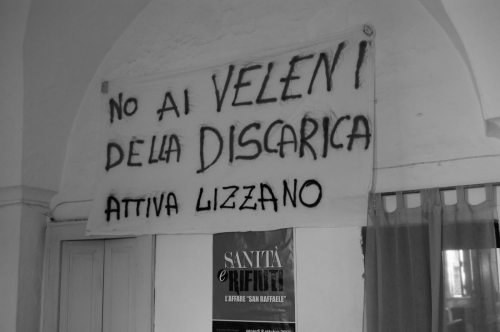 NO AI VELENI
DELLA DISCARICA
ATTIVA LIZZANO
SANITÀ
e RIFIUTI
L'AFFARE "SAN RAFFAELE"